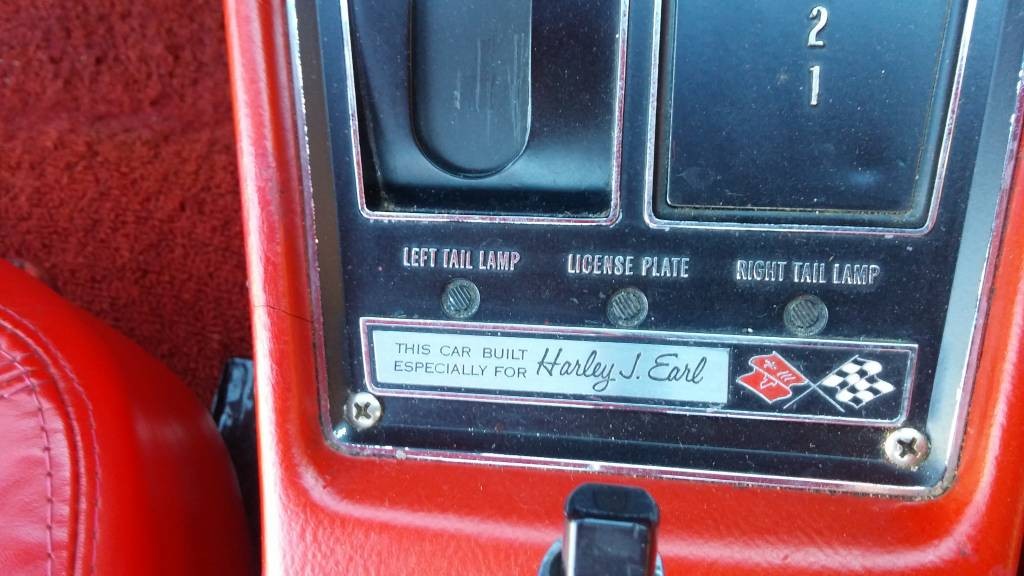 2
1
LEFT TAIL LAMP LICENSE PLATE RIGHT TAIL LAMP
THIS CAR BUILT
ESPECIALLY FOR Harley J. Earl